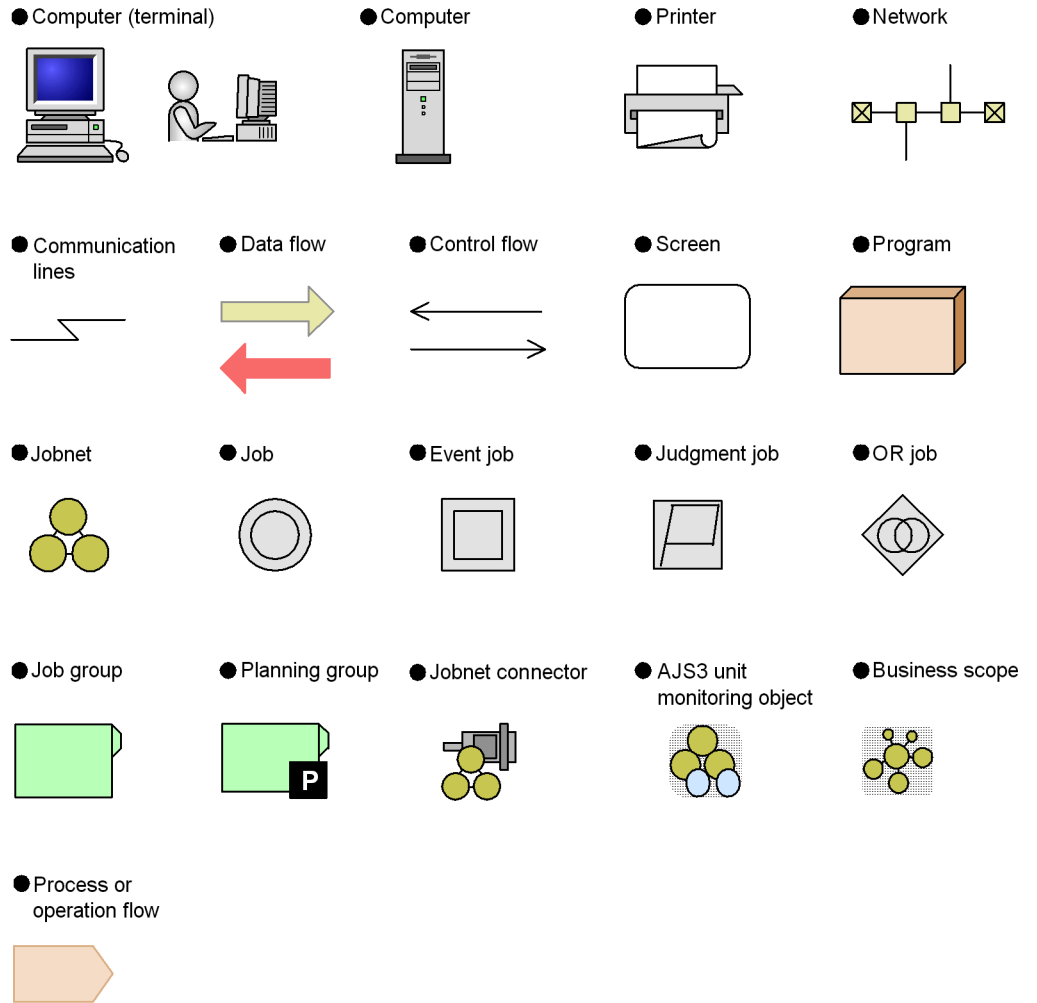 ● Computer (terminal)
● Computer
● Printer
● Network
● Communication
lines
● Data flow
● Control flow
● Screen
● Program
● Jobnet
● Job
● Event job
● Judgment job
● OR job
● Job group
● Planning group
● Jobnet connector
● AJS3 unit
monitoring object
● Business scope
P
● Process or
operation flow